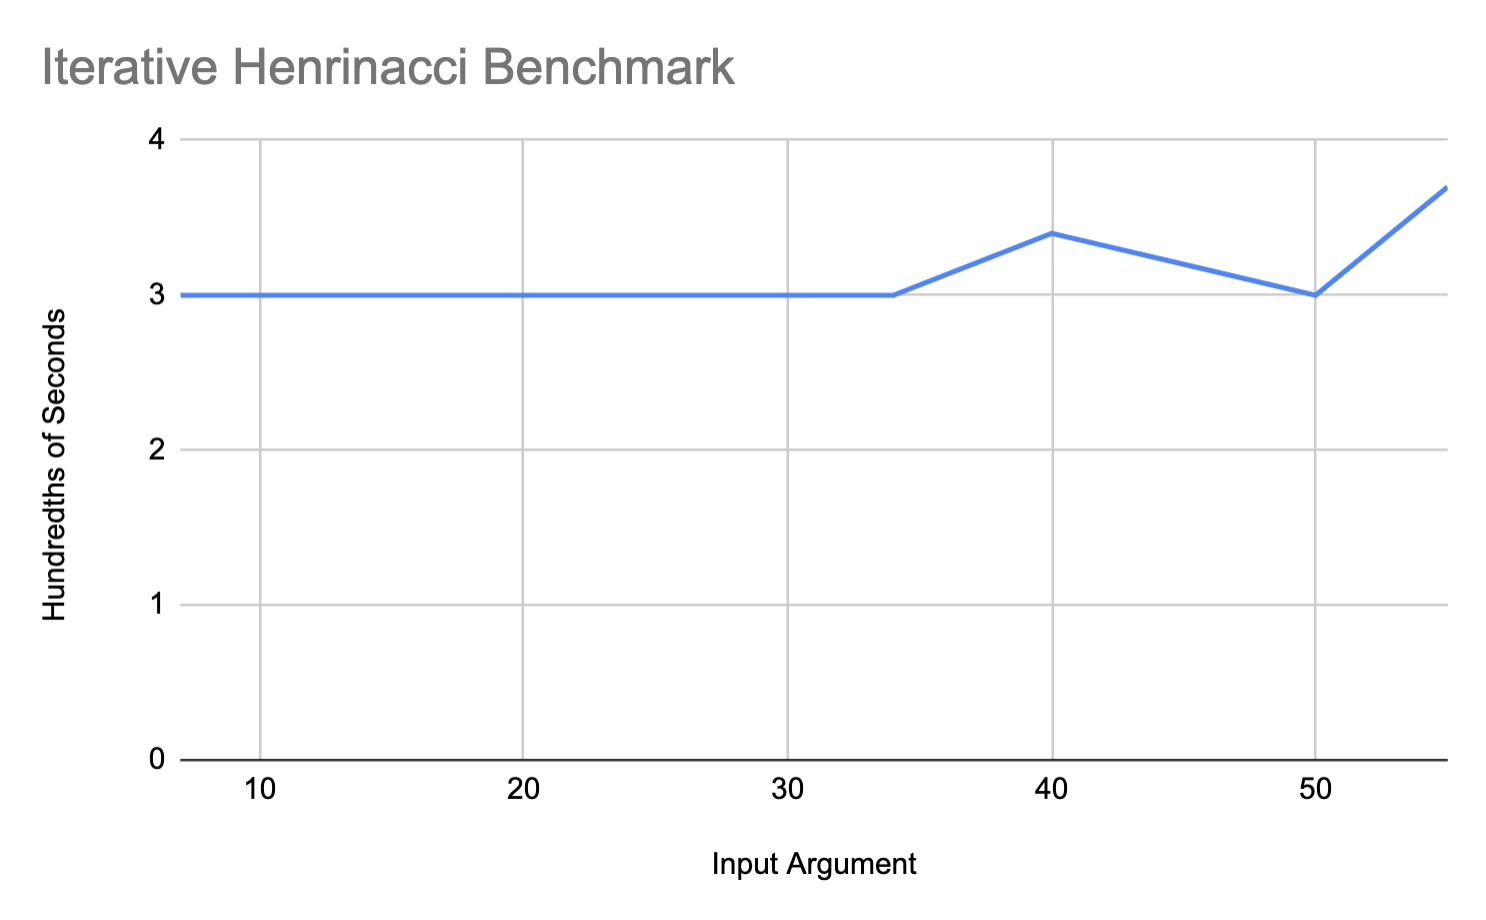 Iterative Henrinacci Benchmark
4
3
2
1
0
Hundredths of Seconds
10 20 30 40 50
Input Argument